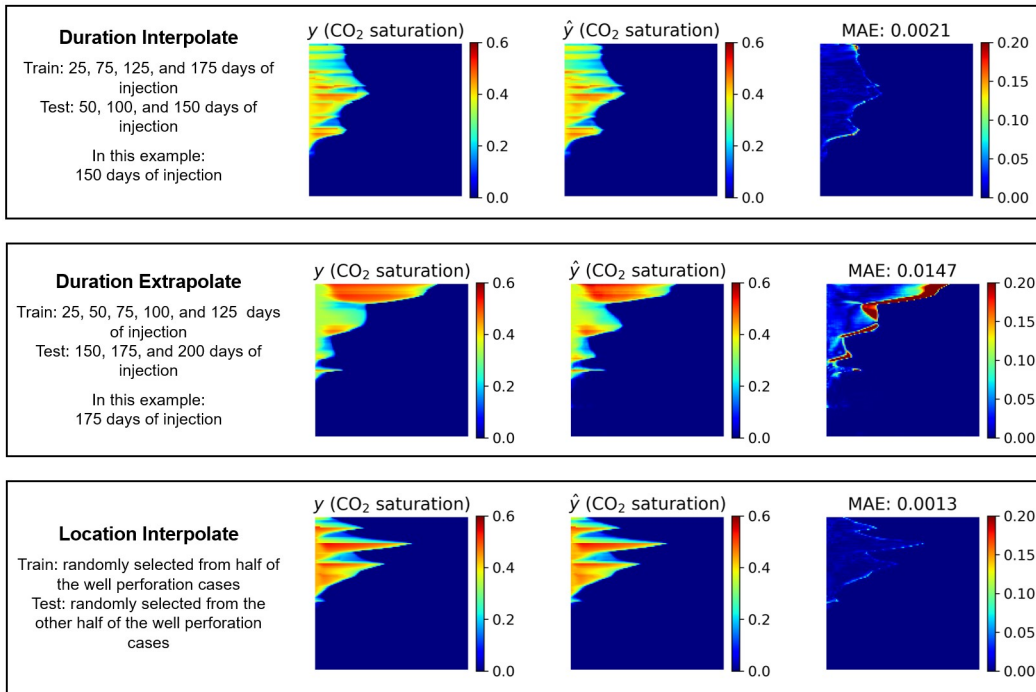 Duration Interpolate
Train: 25, 75, 125, and 175 days of
injection
Test: 50, 100, and 150 days of
injection
In this example:
150 days of injection
y (CO₂ saturation)
0.6
0.4
0.2
0.0
ŷ (CO₂ saturation)
0.6
0.4
0.2
0.0
MAE: 0.0021
0.20
0.15
0.10
0.05
0.00
Duration Extrapolate
Train: 25, 50, 75, 100, and 125 days
of injection
Test: 150, 175, and 200 days of
injection
In this example:
175 days of injection
y (CO₂ saturation)
0.6
0.4
0.2
0.0
ŷ (CO₂ saturation)
0.6
0.4
0.2
0.0
MAE: 0.0147
0.20
0.15
0.10
0.05
0.00
Location Interpolate
Train: randomly selected from half of
the well perforation cases
Test: randomly selected from the
other half of the well perforation
cases
y (CO₂ saturation)
0.6
0.4
0.2
0.0
ŷ (CO₂ saturation)
0.6
0.4
0.2
0.0
MAE: 0.0013
0.20
0.15
0.10
0.05
0.00